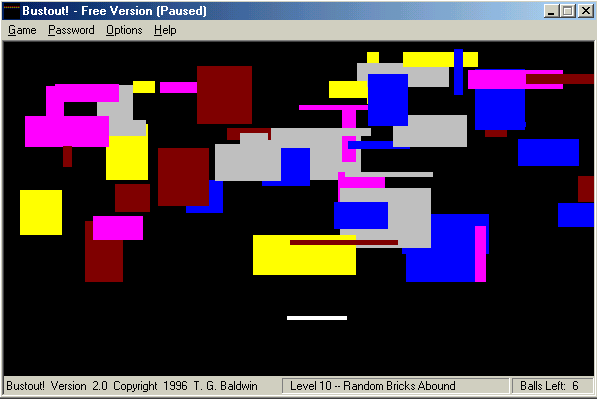 Bustout! - Free Version (Paused)
Game Password Options Help
Bustout! Version 2.0 Copyright 1996 T. G. Baldwin Level 10 -- Random Bricks Abound Balls Left: 6